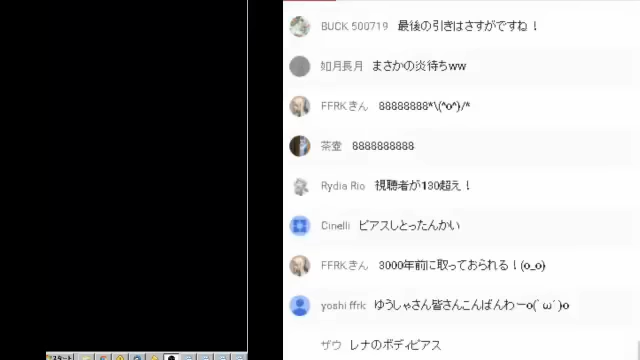 BUCK 500719 最後の引きはさすがですね！
如月長月 まさかの炎待ちww
FFRKきん 88888888*\(^o^)/*
茶壺 8888888888
Rydia Rio 視聴者が130超え！
Cinelli ピアスしとったんかい
FFRKきん 3000年前に取っておられる！(o_o)
yoshi ffrk ゆうしゃさん皆さんこんばんわーo(`ω´)o
ザウ レナのボディピアス
スタート